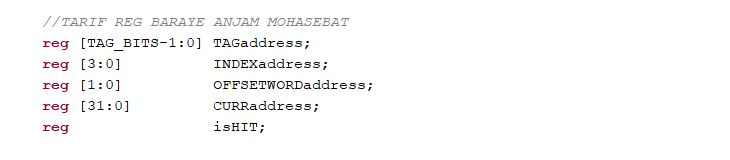 //TARIF REG BARAYE ANJAM MOHASEBAT
reg [TAG_BITS-1:0] TAGaddress;
reg [3:0] INDEXaddress;
reg [1:0] OFFSETWORDaddress;
reg [31:0] CURRaddress;
reg isHIT;